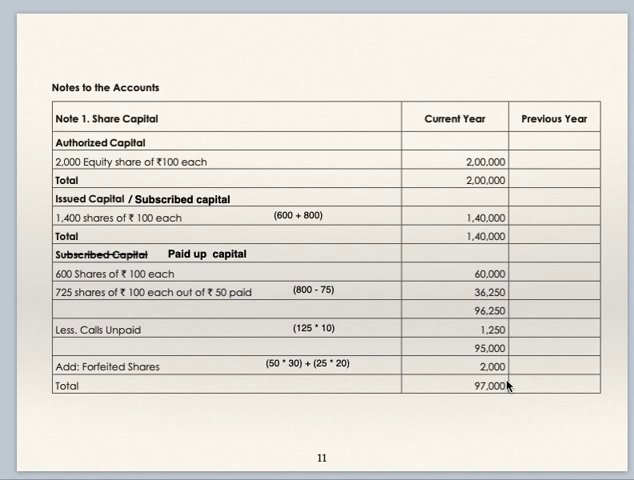 Notes to the Accounts
Note 1. Share Capital Current Year Previous Year
Authorized Capital
2,000 Equity share of ₹100 each 2,00,000
Total 2,00,000
Issued Capital / Subscribed capital
1,400 shares of ₹ 100 each (600 + 800) 1,40,000
Total 1,40,000
Subscribed Capital Paid up capital
600 Shares of ₹ 100 each 60,000
725 shares of ₹ 100 each out of ₹ 50 paid (800 - 75) 36,250
96,250
Less. Calls Unpaid (125 * 10) 1,250
95,000
Add: Forfeited Shares (50 * 30) + (25 * 20) 2,000
Total 97,000
11